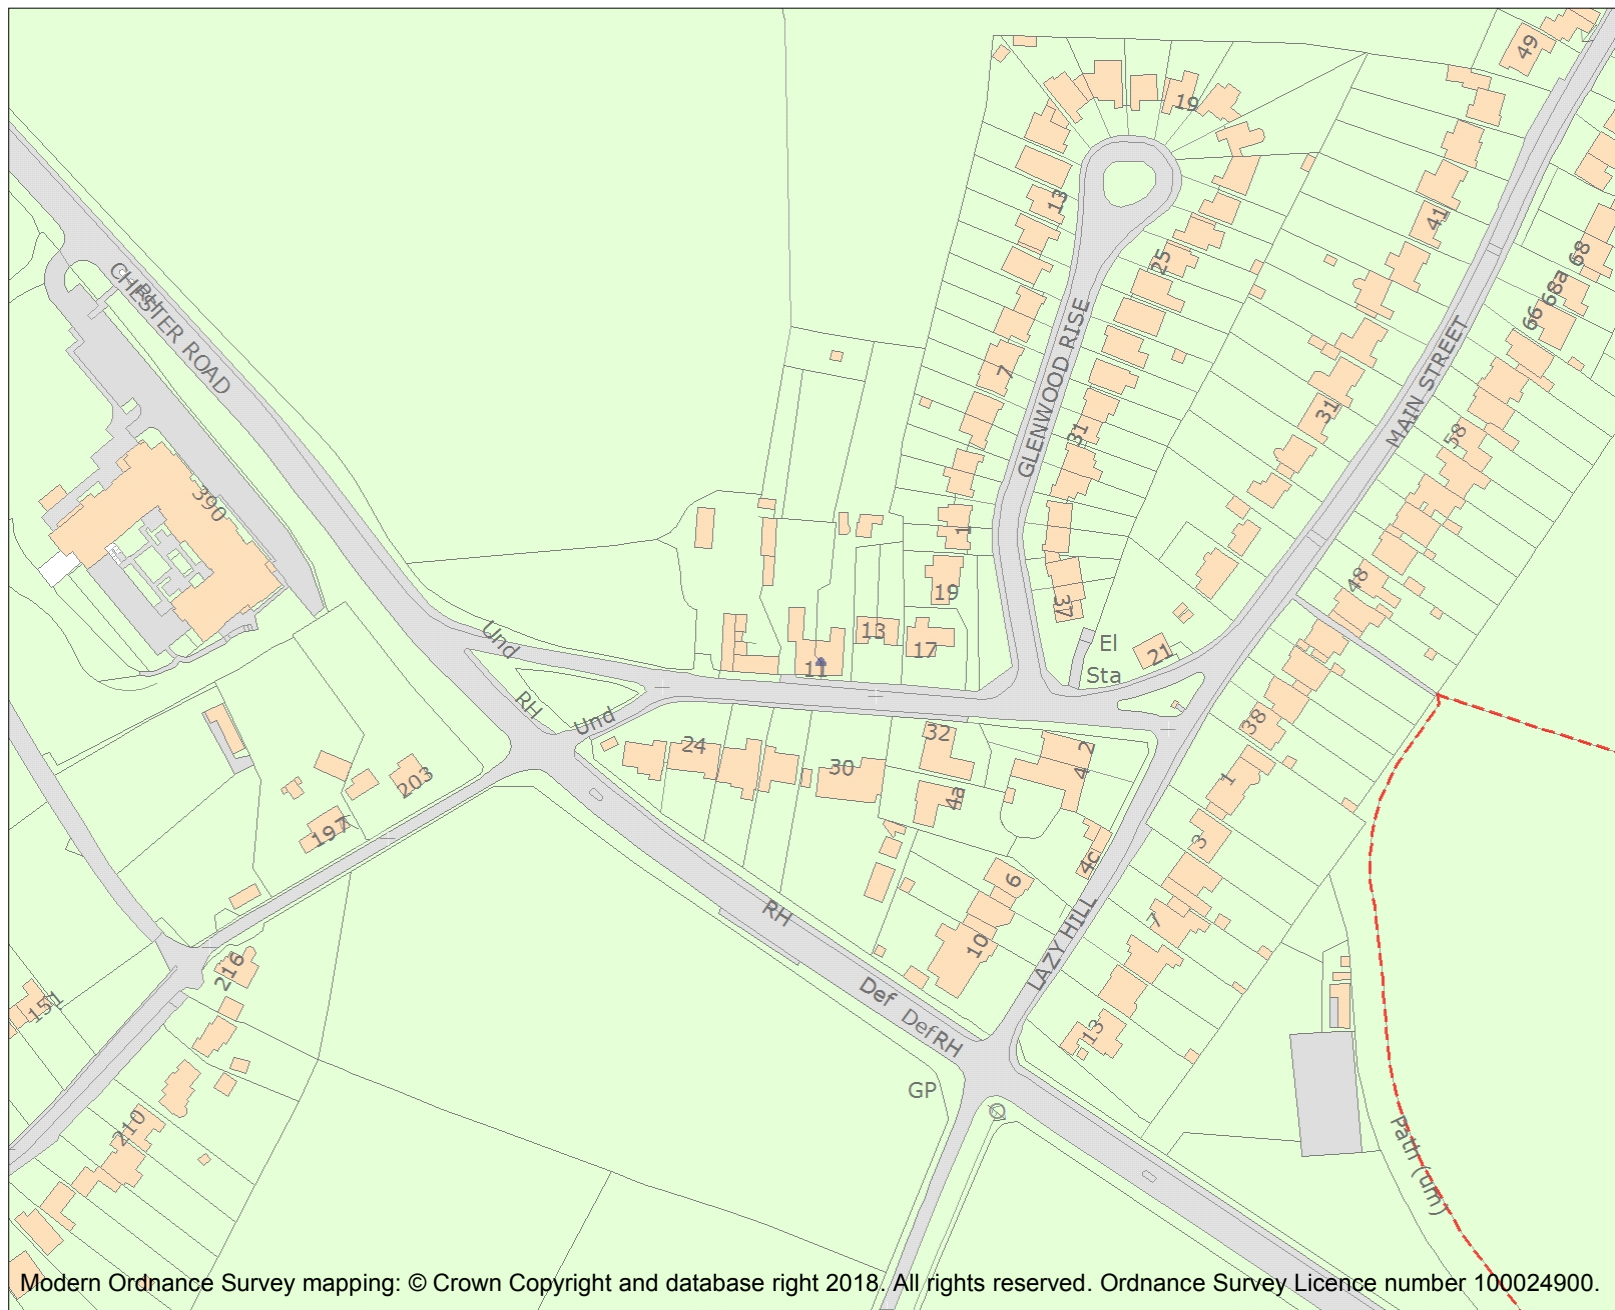 49
19
13
41
68
25
68a
66
CHESTER ROAD
RH
GLENWOOD RISE
MAIN STREET
7
31
31
58
390
1
48
19
37
Und
13
17
El
Sta
21
11
RH
Und
24
32
2
38
30
4
4a
1
203
197
3
4c
6
RH
7
10
LAZY HILL
216
151
Def
Def
RH
13
GP
210
Path (um)
Modern Ordnance Survey mapping: © Crown Copyright and database right 2018. All rights reserved. Ordnance Survey Licence number 100024900.